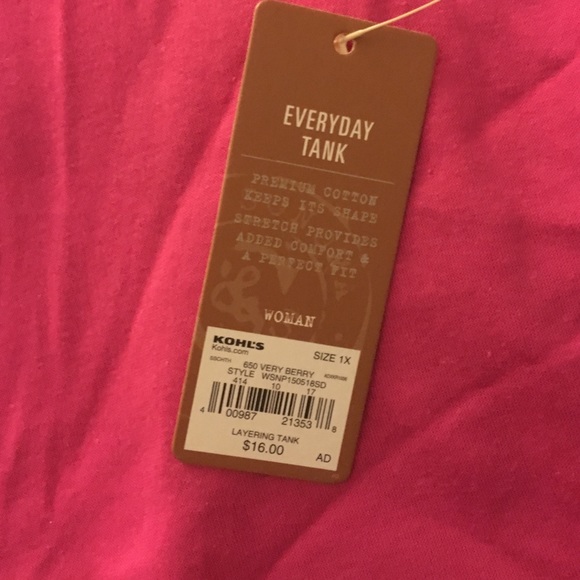 EVERYDAY
TANK
PREMIUM COTTON
KEEPS ITS SHAPE
STRETCH PROVIDES
ADDED COMFORT &
A PERFECT FIT
WOMAN
KOHL'S
Kohls.com
SIZE 1X
650 VERY BERRY
STYLE WSNP150518SD
414 10 17
4 00987 21353 8
LAYERING TANK
$16.00
AD